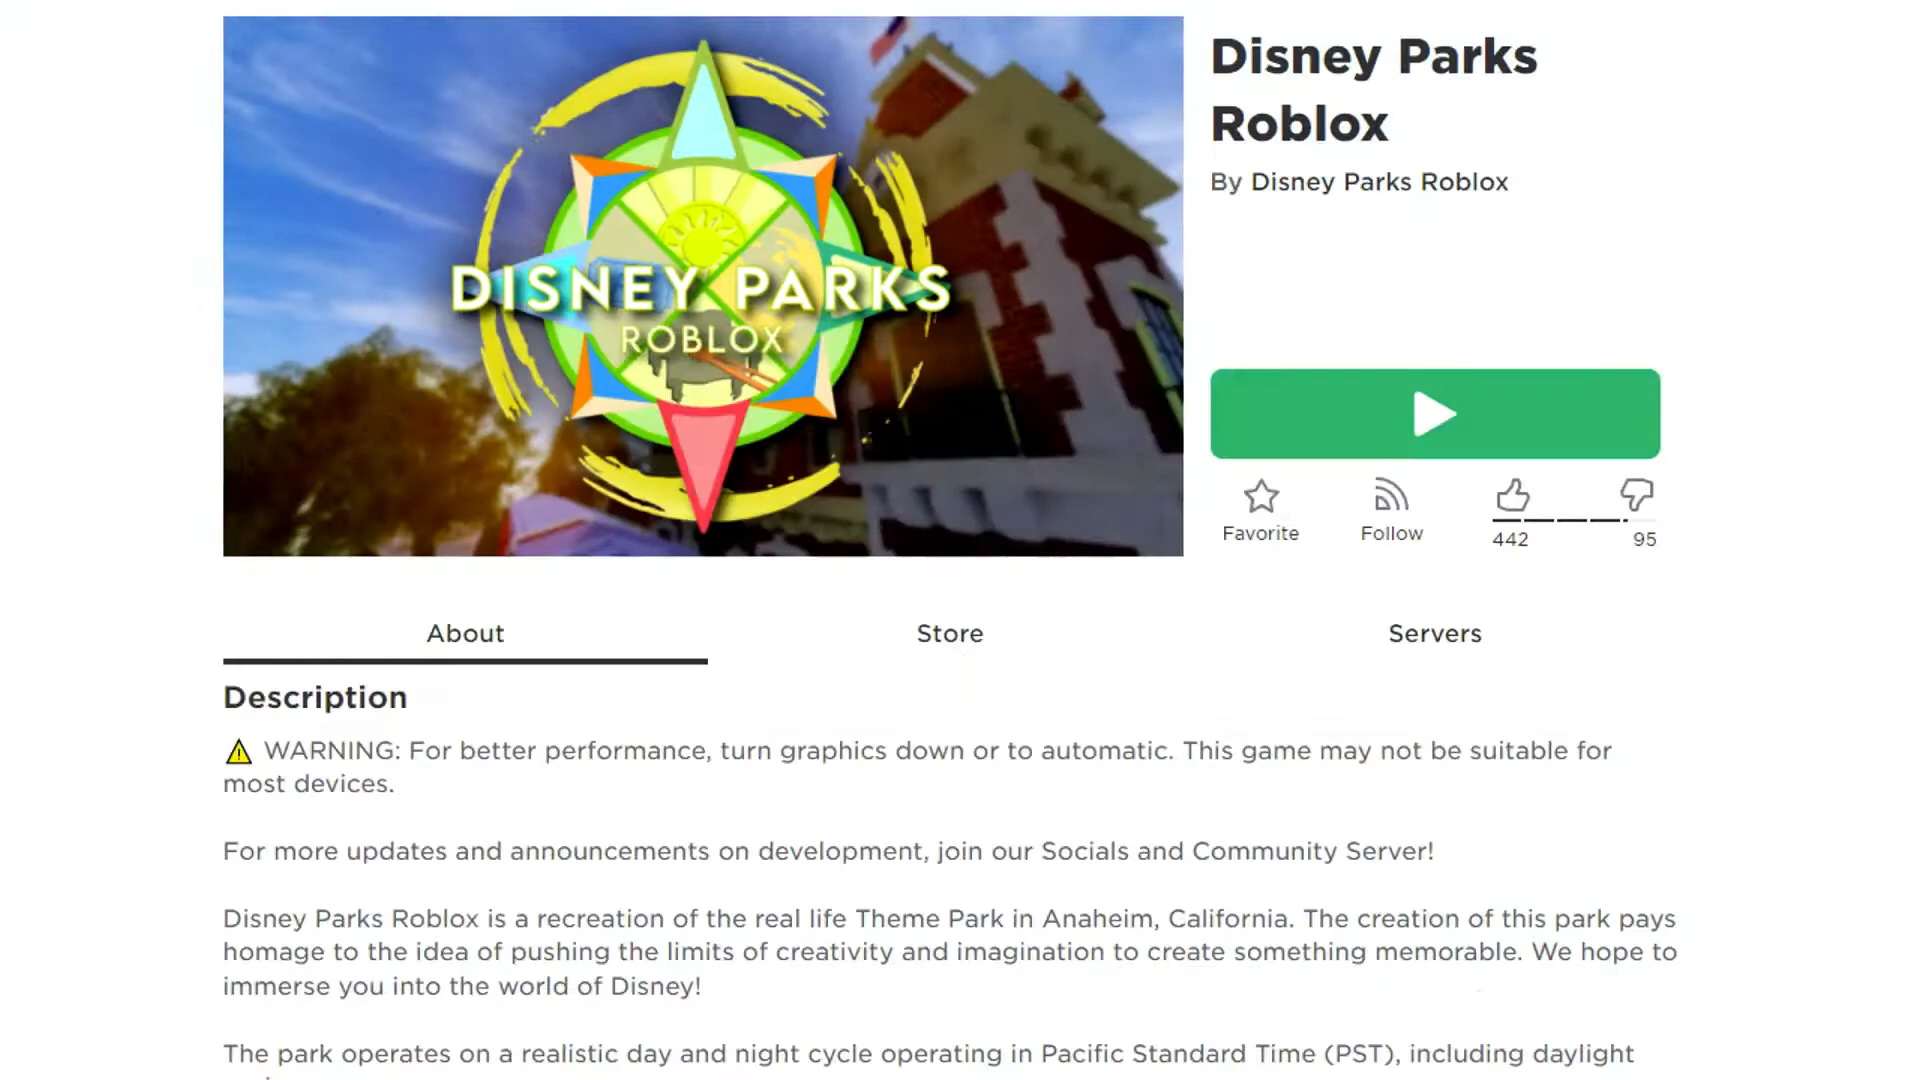 DISNEY PARKS
ROBLOX
Disney Parks
Roblox
By Disney Parks Roblox
Favorite
Follow
442
95
About
Store
Servers
Description
WARNING: For better performance, turn graphics down or to automatic. This game may not be suitable for
most devices.
For more updates and announcements on development, join our Socials and Community Server!
Disney Parks Roblox is a recreation of the real life Theme Park in Anaheim, California. The creation of this park pays
homage to the idea of pushing the limits of creativity and imagination to create something memorable. We hope to
immerse you into the world of Disney!
The park operates on a realistic day and night cycle operating in Pacific Standard Time (PST), including daylight